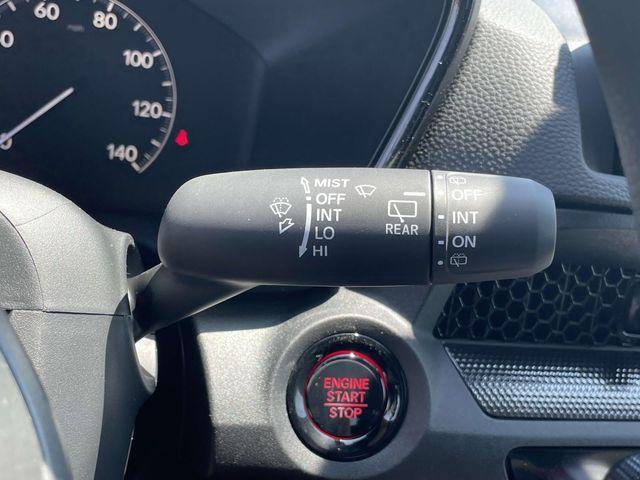 60
80
100
120
140
MIST
OFF
INT
LO
HI
REAR
OFF
INT
ON
ENGINE
START
STOP